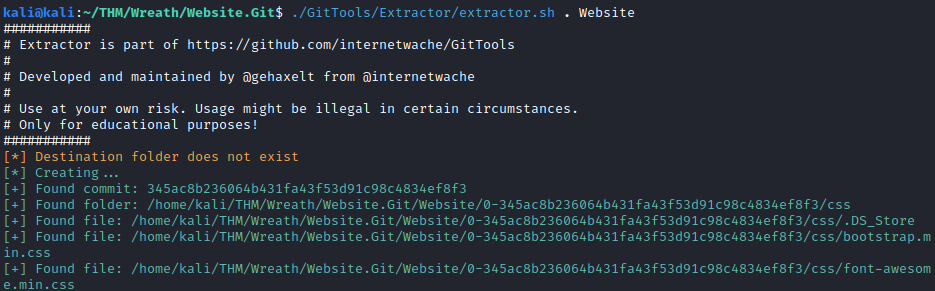 kali@kali:~/THM/Wreath/Website.Git$ ./GitTools/Extractor/extractor.sh . Website
###########
# Extractor is part of https://github.com/internetwache/GitTools
#
# Developed and maintained by @gehaxelt from @internetwache
#
# Use at your own risk. Usage might be illegal in certain circumstances.
# Only for educational purposes!
###########
[*] Destination folder does not exist
[*] Creating...
[+] Found commit: 345ac8b236064b431fa43f53d91c98c4834ef8f3
[+] Found folder: /home/kali/THM/Wreath/Website.Git/Website/0-345ac8b236064b431fa43f53d91c98c4834ef8f3/css
[+] Found file: /home/kali/THM/Wreath/Website.Git/Website/0-345ac8b236064b431fa43f53d91c98c4834ef8f3/css/.DS_Store
[+] Found file: /home/kali/THM/Wreath/Website.Git/Website/0-345ac8b236064b431fa43f53d91c98c4834ef8f3/css/bootstrap.m
in.css
[+] Found file: /home/kali/THM/Wreath/Website.Git/Website/0-345ac8b236064b431fa43f53d91c98c4834ef8f3/css/font-awesom
e.min.css